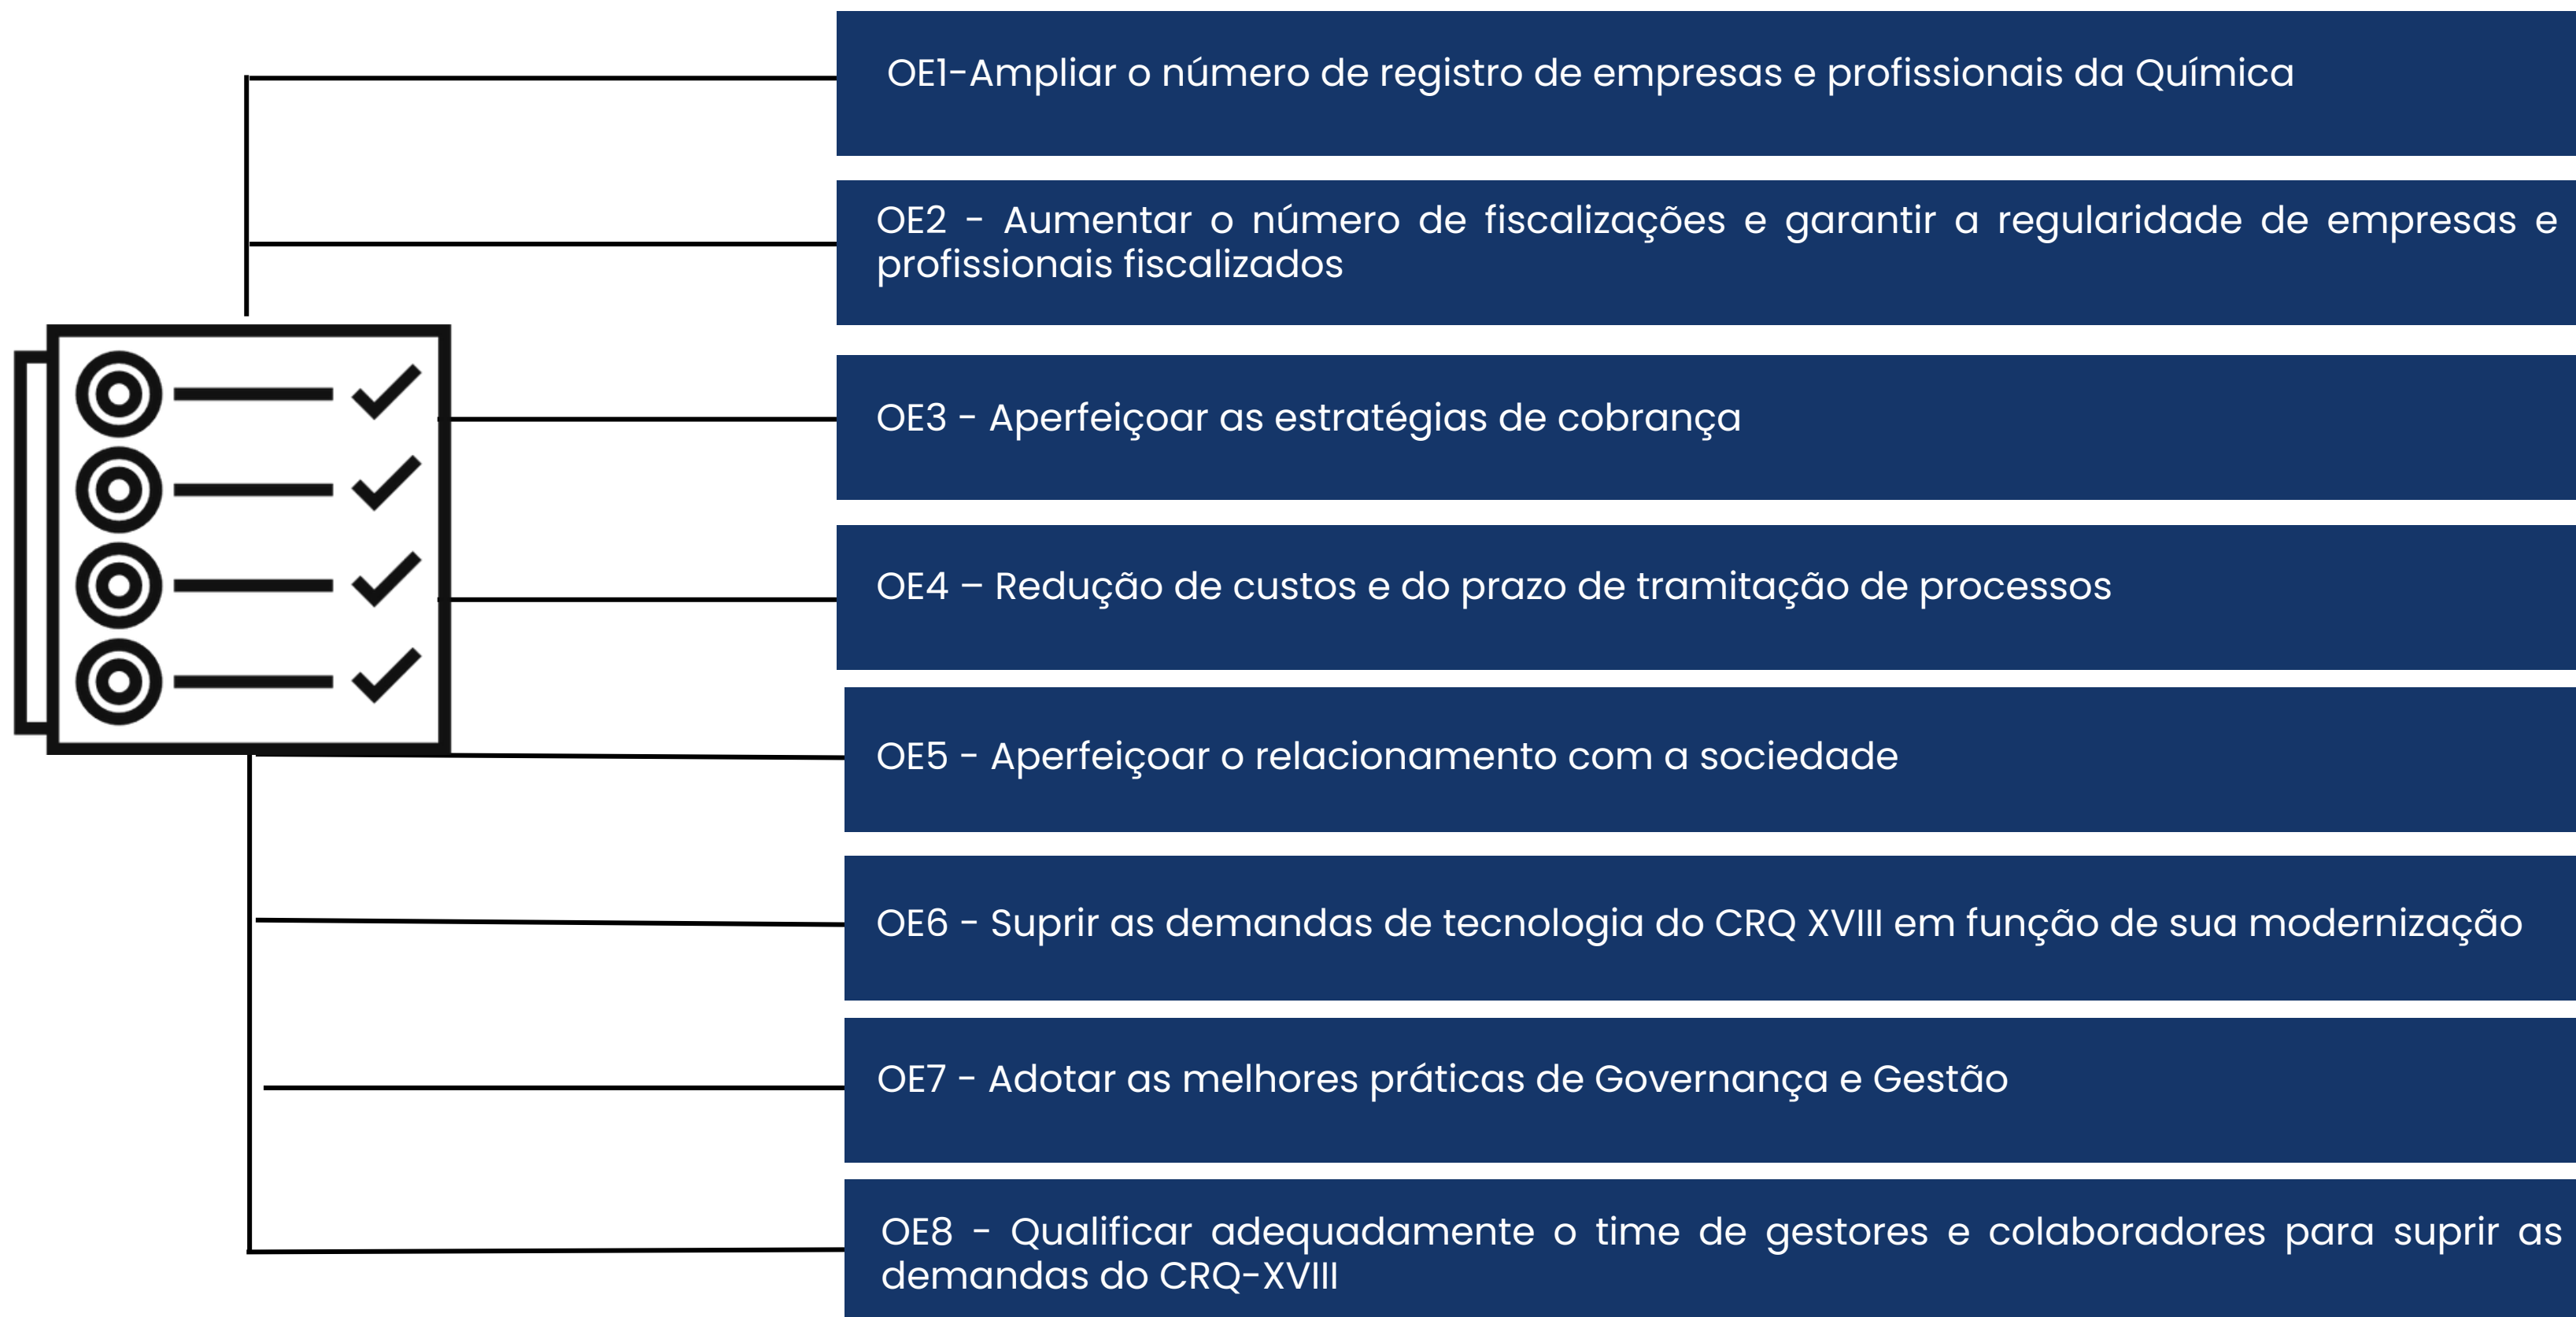 OE1-Ampliar o número de registro de empresas e profissionais da Química
OE2 - Aumentar o número de fiscalizações e garantir a regularidade de empresas e
profissionais fiscalizados
OE3 - Aperfeiçoar as estratégias de cobrança
OE4 – Redução de custos e do prazo de tramitação de processos
OE5 - Aperfeiçoar o relacionamento com a sociedade
OE6 - Suprir as demandas de tecnologia do CRQ XVIII em função de sua modernização
OE7 - Adotar as melhores práticas de Governança e Gestão
OE8 - Qualificar adequadamente o time de gestores e colaboradores para suprir as
demandas do CRQ-XVIII